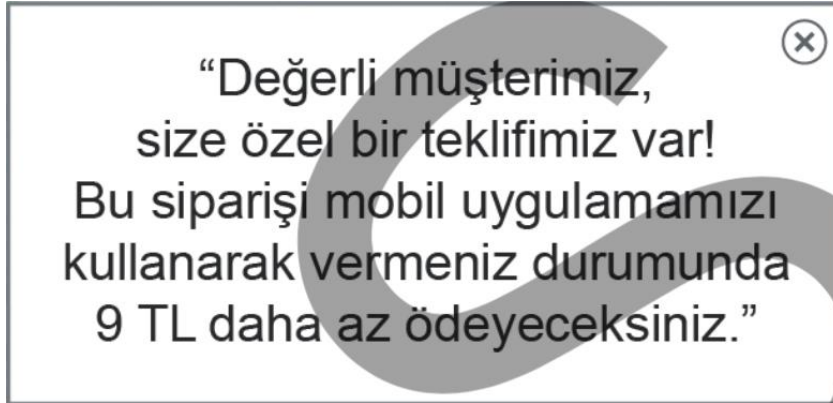 “Değerli müşterimiz,
size özel bir teklifimiz var!
Bu siparişi mobil uygulamamızı
kullanarak vermeniz durumunda
9 TL daha az ödeyeceksiniz.”